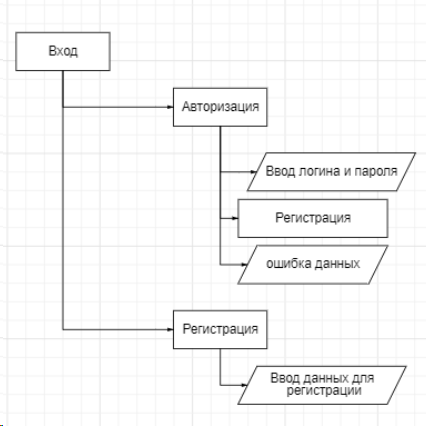 Вход
Авторизация
Ввод логина и пароля
Регистрация
ошибка данных
Регистрация
Ввод данных для
регистрации